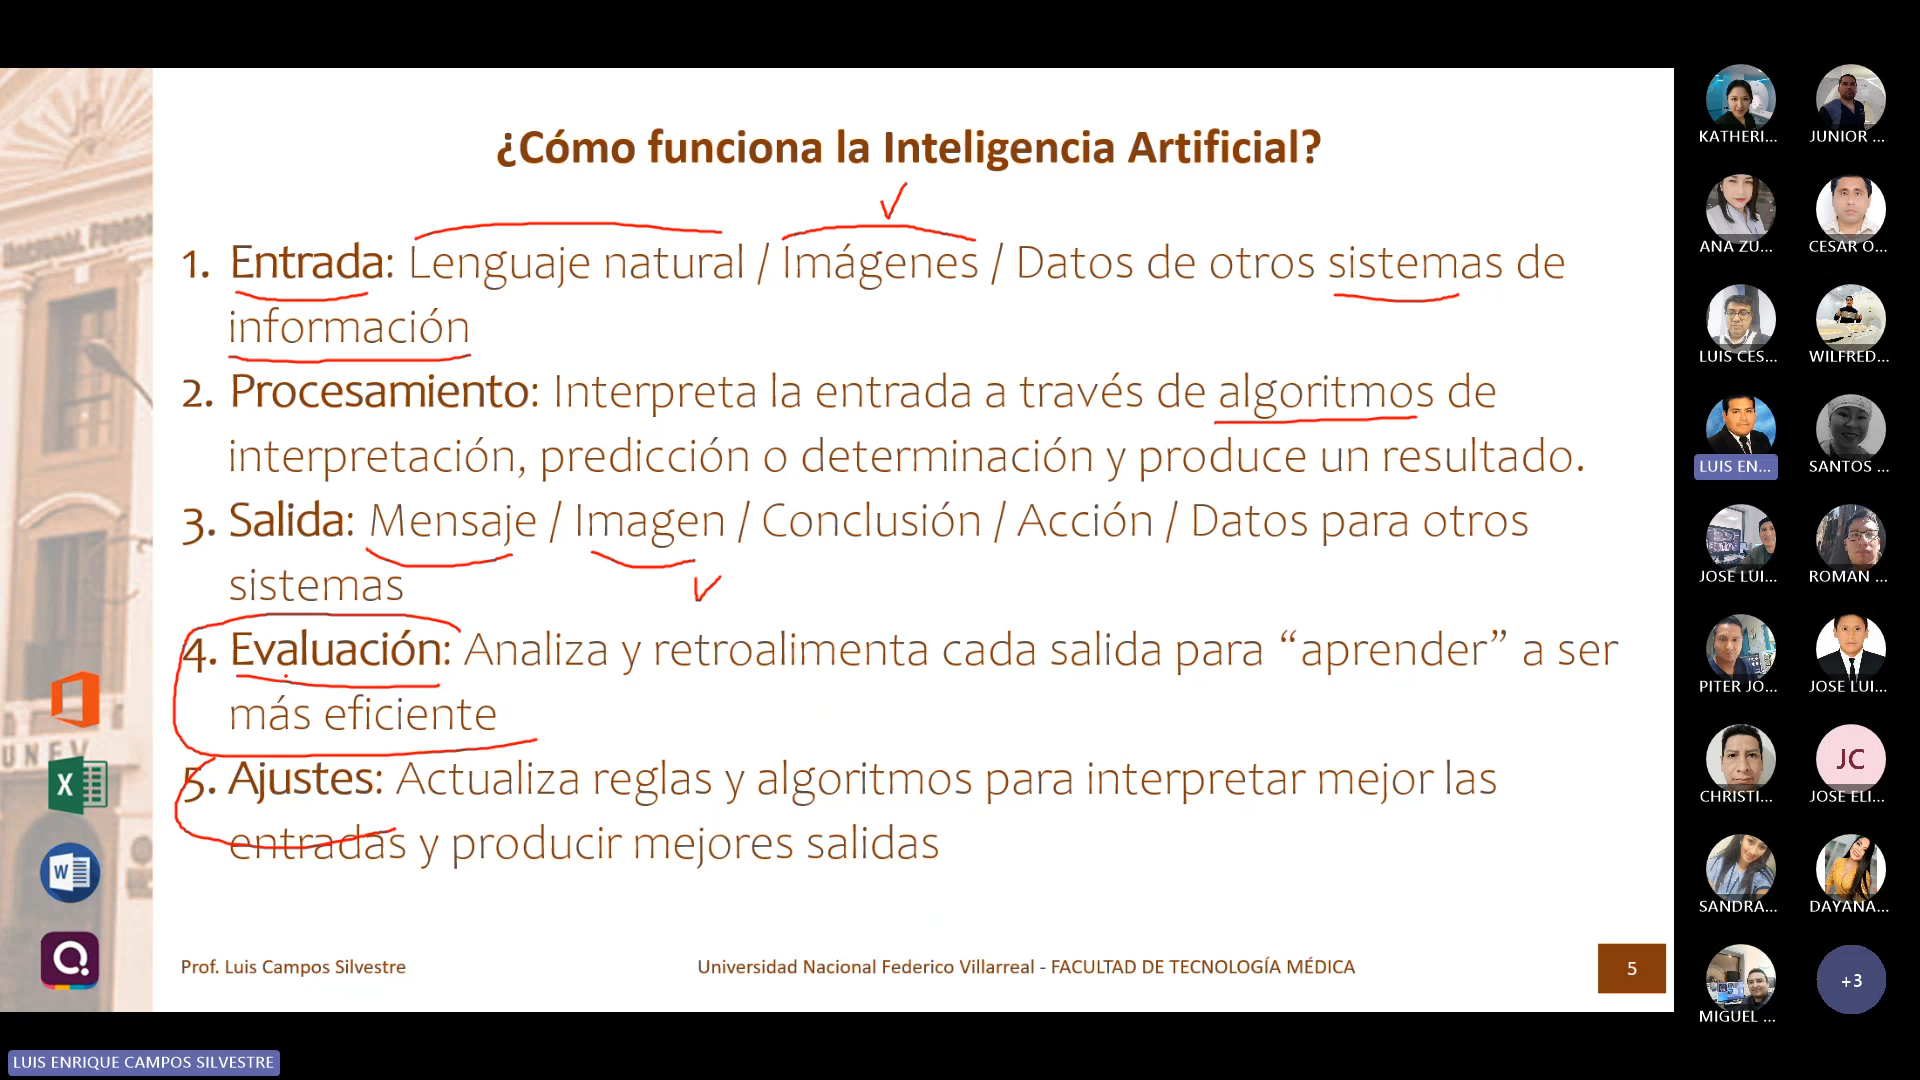 ¿Cómo funciona la Inteligencia Artificial?
1. Entrada: Lenguaje natural / Imágenes / Datos de otros sistemas de
información
2. Procesamiento: Interpreta la entrada a través de algoritmos de
interpretación, predicción o determinación y produce un resultado.
3. Salida: Mensaje / Imagen / Conclusión / Acción / Datos para otros
sistemas
4. Evaluación: Analiza y retroalimenta cada salida para “aprender” a ser
más eficiente
5. Ajustes: Actualiza reglas y algoritmos para interpretar mejor las
entradas y producir mejores salidas
Prof. Luis Campos Silvestre
Universidad Nacional Federico Villarreal - FACULTAD DE TECNOLOGÍA MÉDICA
5
KATHERI...
JUNIOR ...
ANA ZU...
CESAR O...
LUIS CES...
WILFRED...
LUIS EN...
SANTOS ...
JOSE LUI...
ROMAN ...
PITER JO...
JOSE LUI...
CHRISTI...
JC
JOSE ELI...
SANDRA...
DAYANA...
MIGUEL ...
+3
LUIS ENRIQUE CAMPOS SILVESTRE